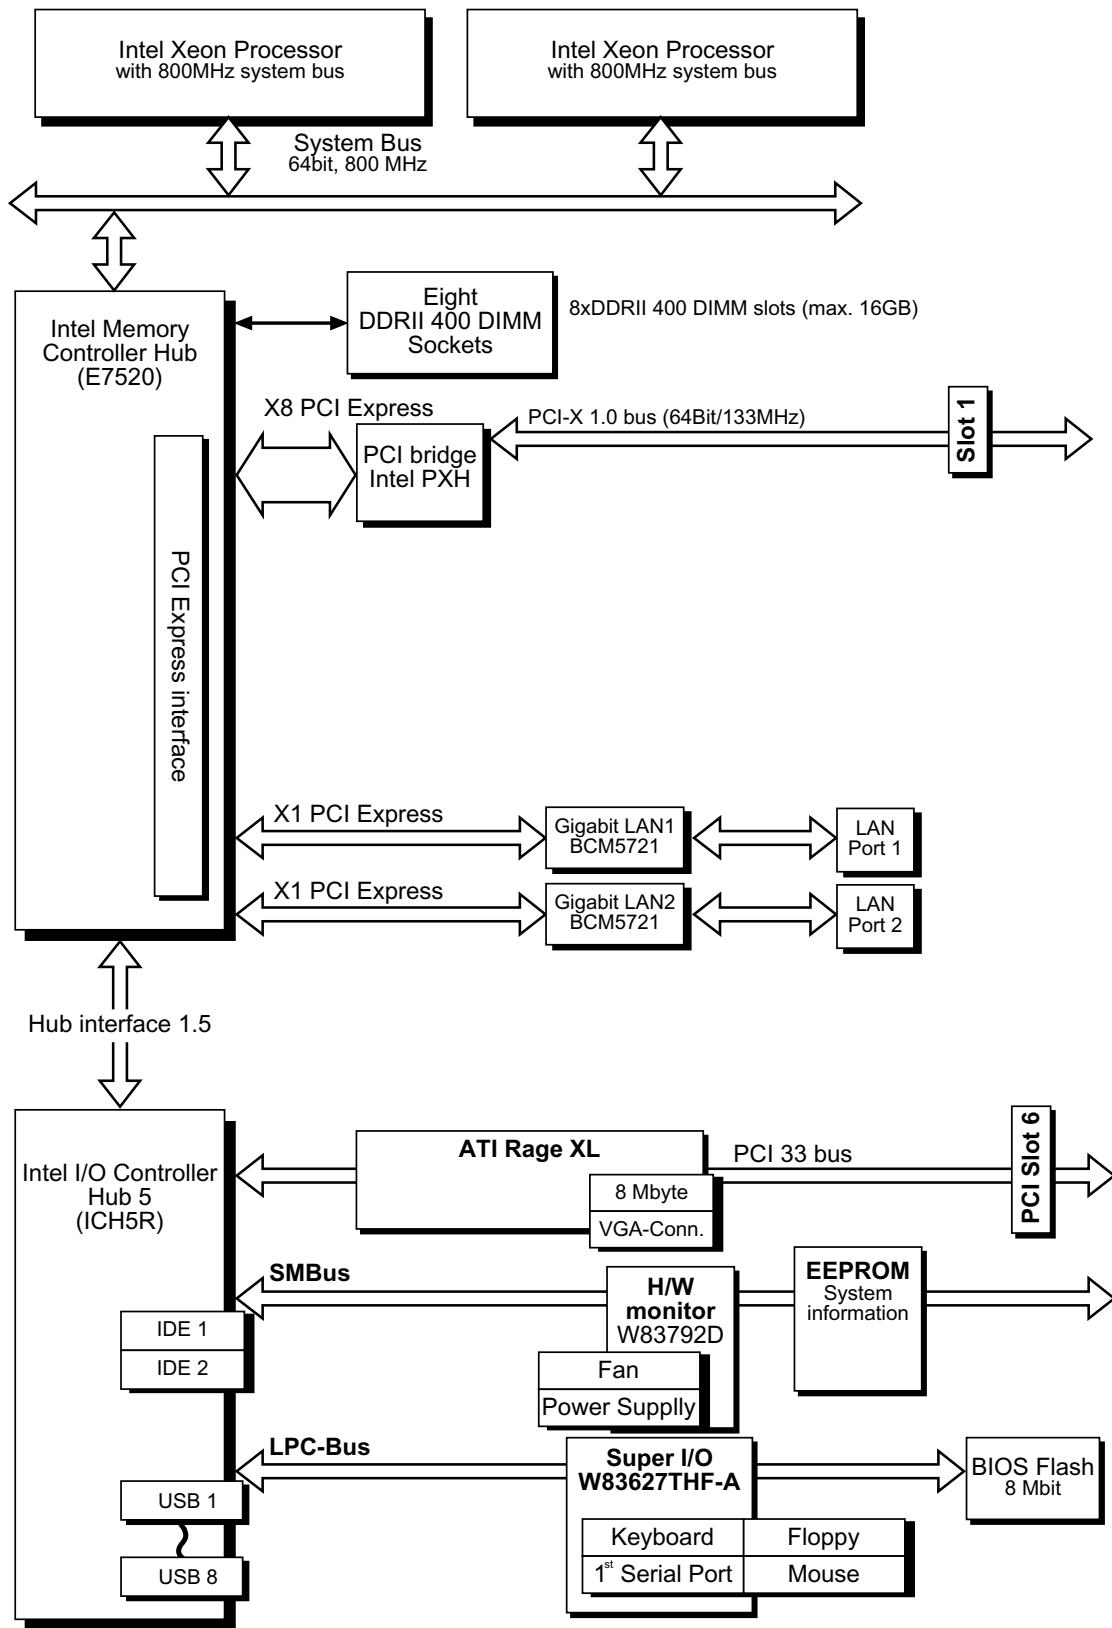 Intel Xeon Processor
with 800MHz system bus
Intel Xeon Processor
with 800MHz system bus
System Bus
64bit, 800 MHz
Intel Memory
Controller Hub
(E7520)
Eight
DDRII 400 DIMM
Sockets
8xDDRII 400 DIMM slots (max. 16GB)
X8 PCI Express
PCI bridge
Intel PXH
PCI-X 1.0 bus (64Bit/133MHz)
Slot 1
PCI Express interface
X1 PCI Express
Gigabit LAN1
BCM5721
LAN
Port 1
X1 PCI Express
Gigabit LAN2
BCM5721
LAN
Port 2
Hub interface 1.5
Intel I/O Controller
Hub 5
(ICH5R)
ATI Rage XL
8 Mbyte
VGA-Conn.
PCI 33 bus
PCI Slot 6
SMBus
H/W
monitor
W83792D
Fan
Power Supplly
EEPROM
System
information
IDE 1
IDE 2
LPC-Bus
Super I/O
W83627THF-A
Keyboard
Floppy
1st Serial Port
Mouse
BIOS Flash
8 Mbit
USB 1
USB 8